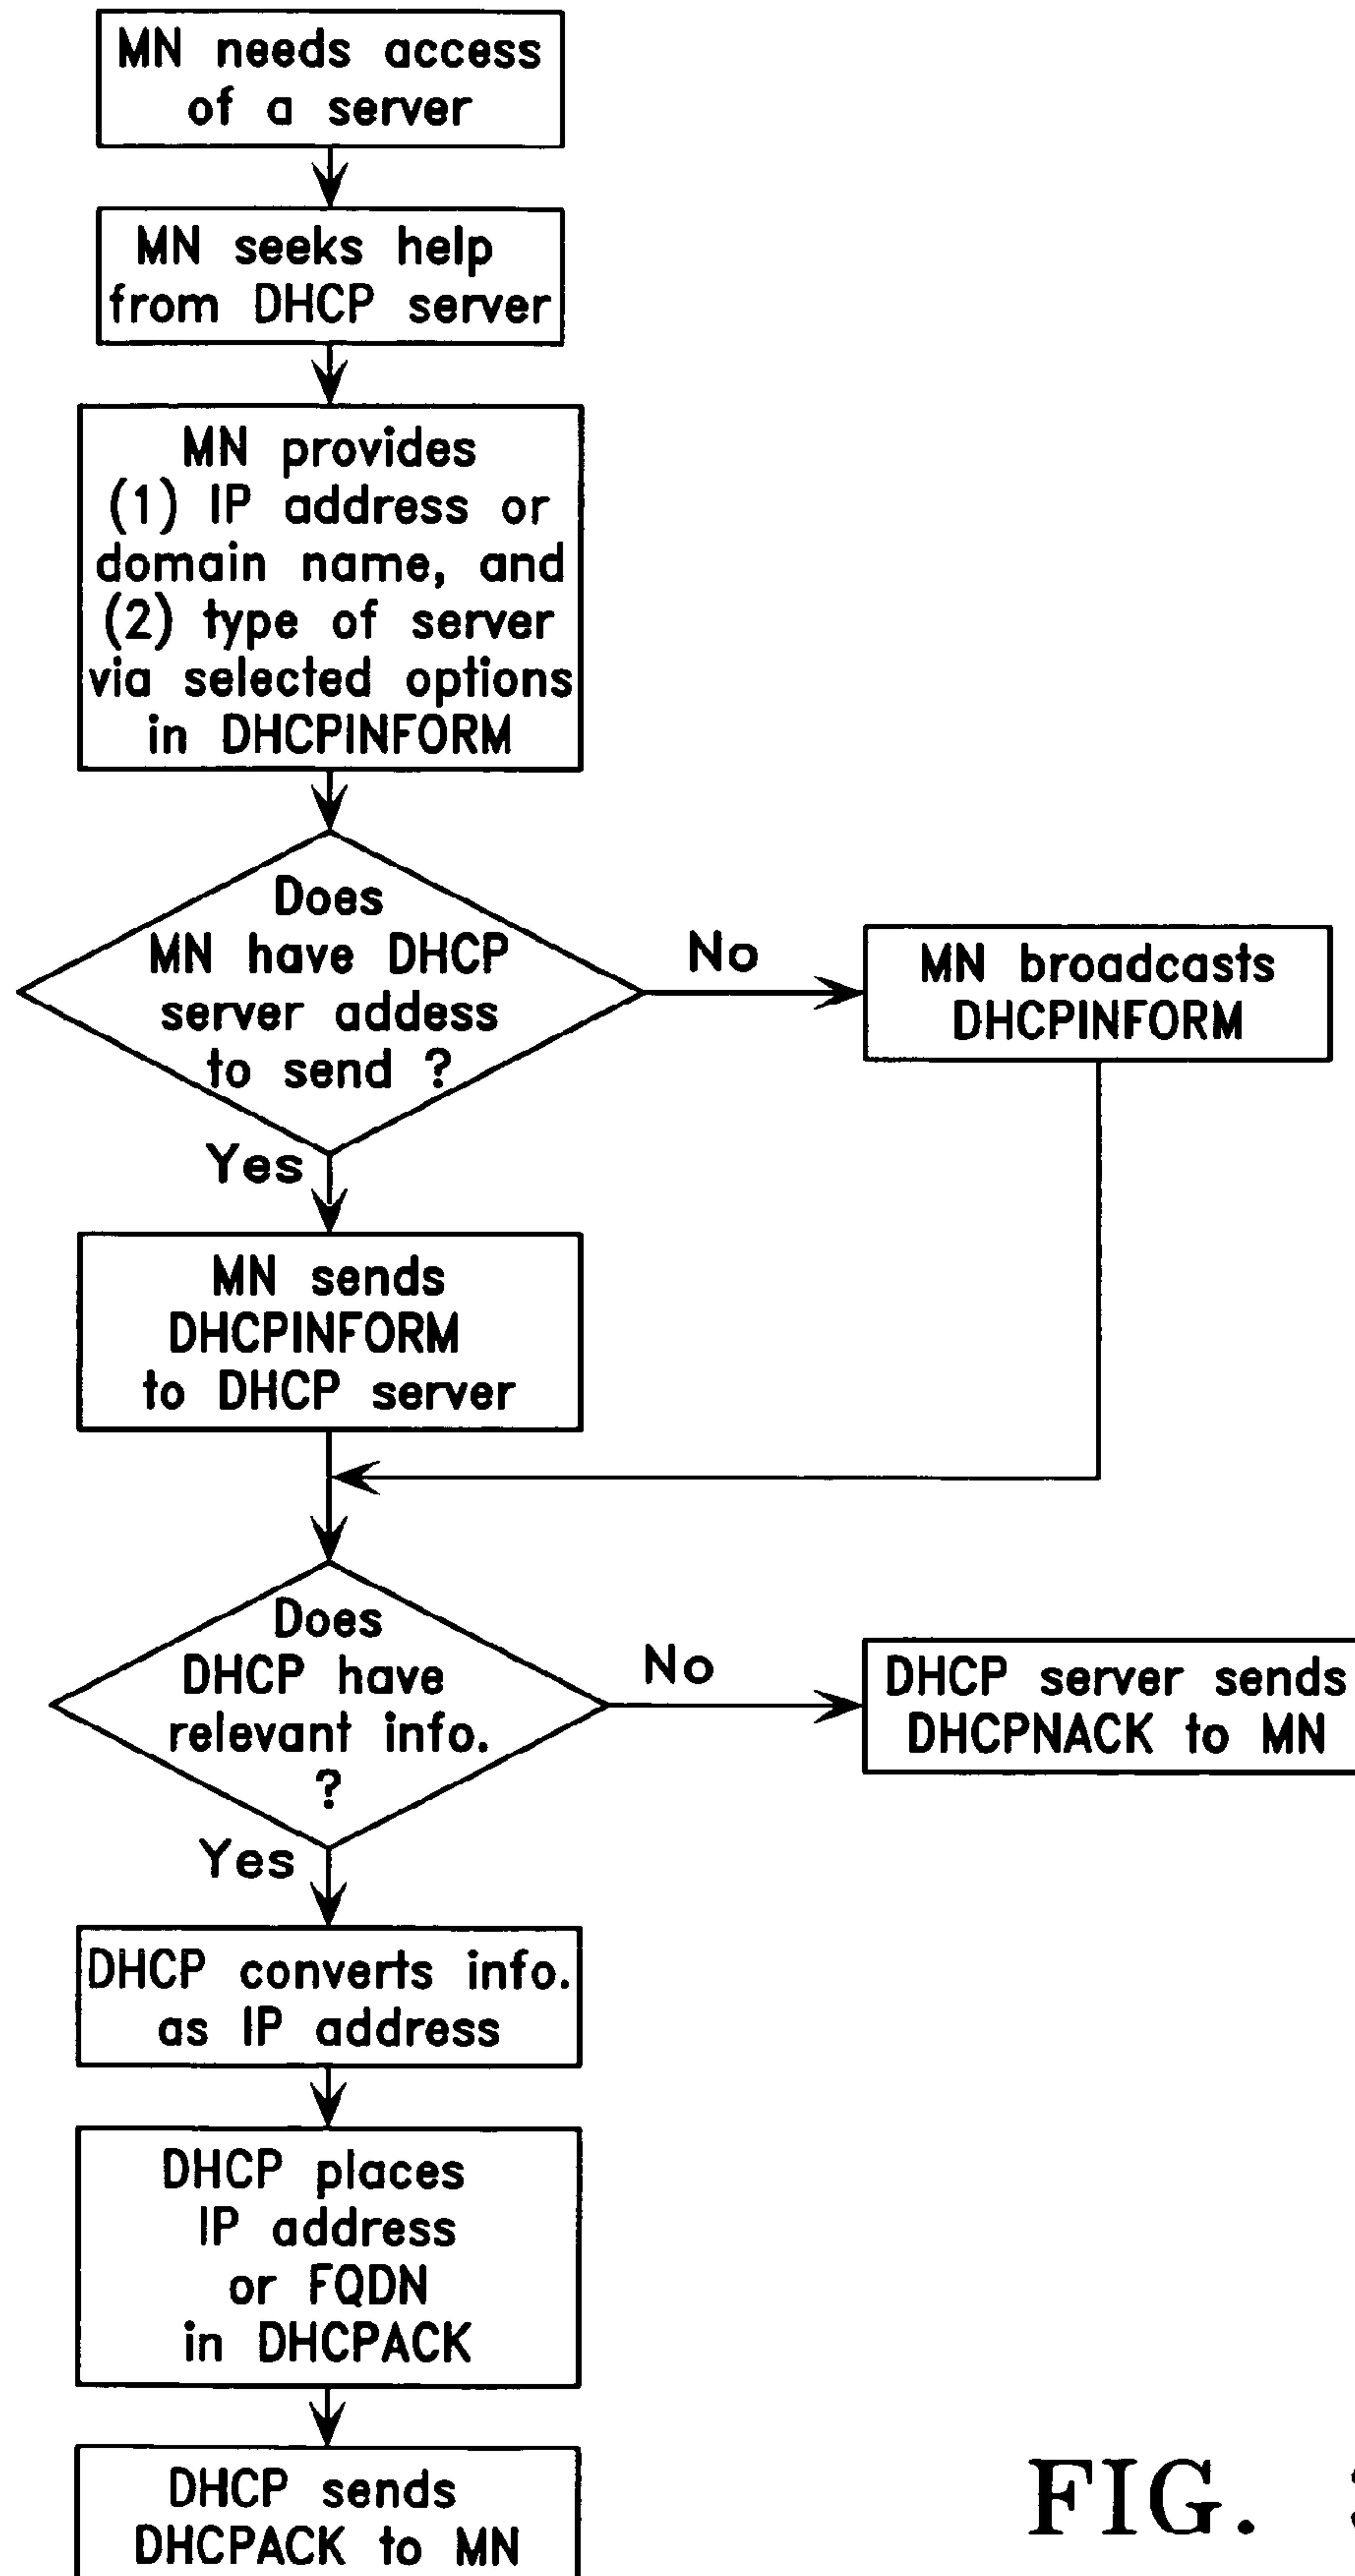 MN needs access
of a server
MN seeks help
from DHCP server
MN provides
(1) IP address or
domain name, and
(2) type of server
via selected options
in DHCPINFORM
Does
MN have DHCP
server addess
to send ?
No
MN broadcasts
DHCPINFORM
Yes
MN sends
DHCPINFORM
to DHCP server
Does
DHCP have
relevant info.
?
No
DHCP server sends
DHCPNACK to MN
Yes
DHCP converts info.
as IP address
DHCP places
IP address
or FQDN
in DHCPACK
DHCP sends
DHCPACK to MN
FIG.